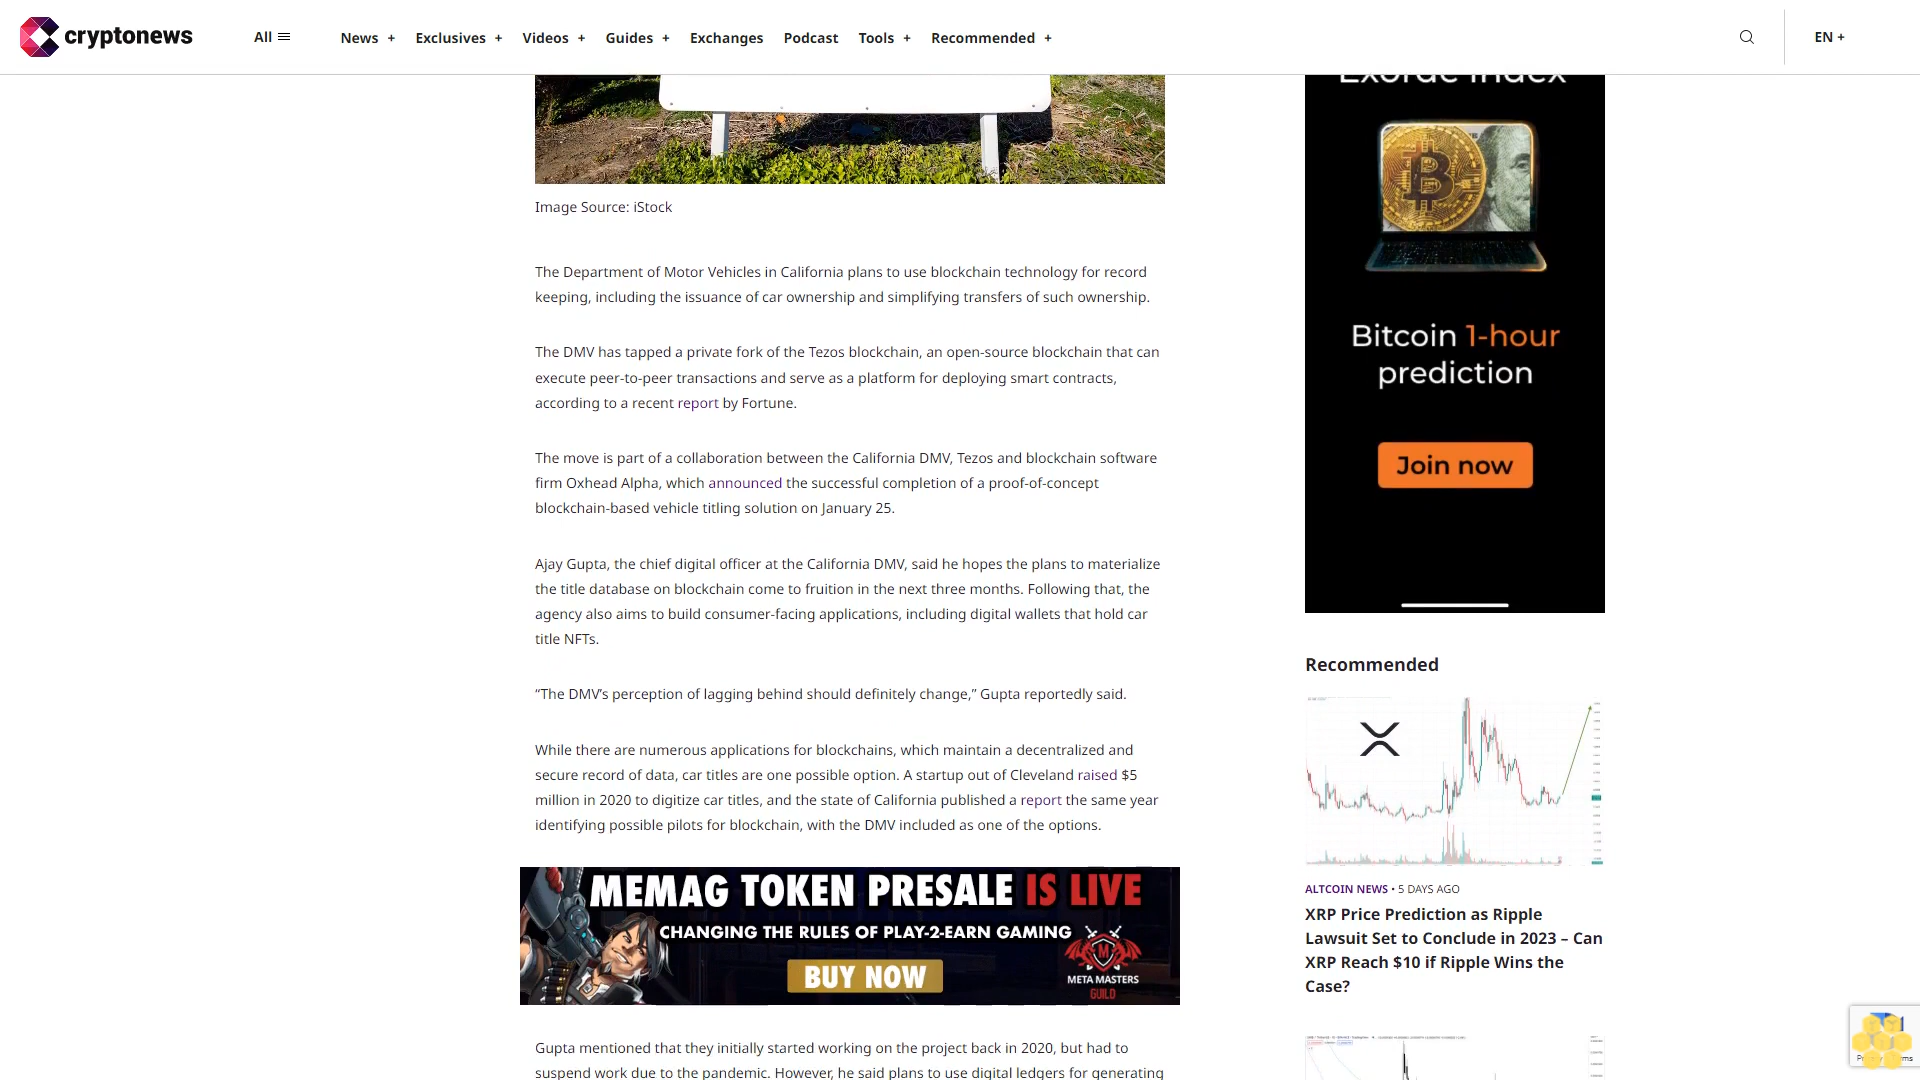 cryptonews
All
News +
Exclusives +
Videos +
Guides +
Exchanges
Podcast
Tools +
Recommended +
EN +
Exorde Index
Image Source: iStock
The Department of Motor Vehicles in California plans to use blockchain technology for record
keeping, including the issuance of car ownership and simplifying transfers of such ownership.
The DMV has tapped a private fork of the Tezos blockchain, an open-source blockchain that can
execute peer-to-peer transactions and serve as a platform for deploying smart contracts,
according to a recent report by Fortune.
The move is part of a collaboration between the California DMV, Tezos and blockchain software
firm Oxhead Alpha, which announced the successful completion of a proof-of-concept
blockchain-based vehicle titling solution on January 25.
Ajay Gupta, the chief digital officer at the California DMV, said he hopes the plans to materialize
the title database on blockchain come to fruition in the next three months. Following that, the
agency also aims to build consumer-facing applications, including digital wallets that hold car
title NFTs.
“The DMV’s perception of lagging behind should definitely change,” Gupta reportedly said.
While there are numerous applications for blockchains, which maintain a decentralized and
secure record of data, car titles are one possible option. A startup out of Cleveland raised $5
million in 2020 to digitize car titles, and the state of California published a report the same year
identifying possible pilots for blockchain, with the DMV included as one of the options.
MEMAG TOKEN PRESALE IS LIVE
CHANGING THE RULES OF PLAY-2-EARN GAMING
BUY NOW
META MASTERS
GUILD
Gupta mentioned that they initially started working on the project back in 2020, but had to
suspend work due to the pandemic. However, he said plans to use digital ledgers for generating
Bitcoin 1-hour
prediction
Join now
Recommended
ALTCOIN NEWS • 5 DAYS AGO
XRP Price Prediction as Ripple
Lawsuit Set to Conclude in 2023 – Can
XRP Reach $10 if Ripple Wins the
Case?